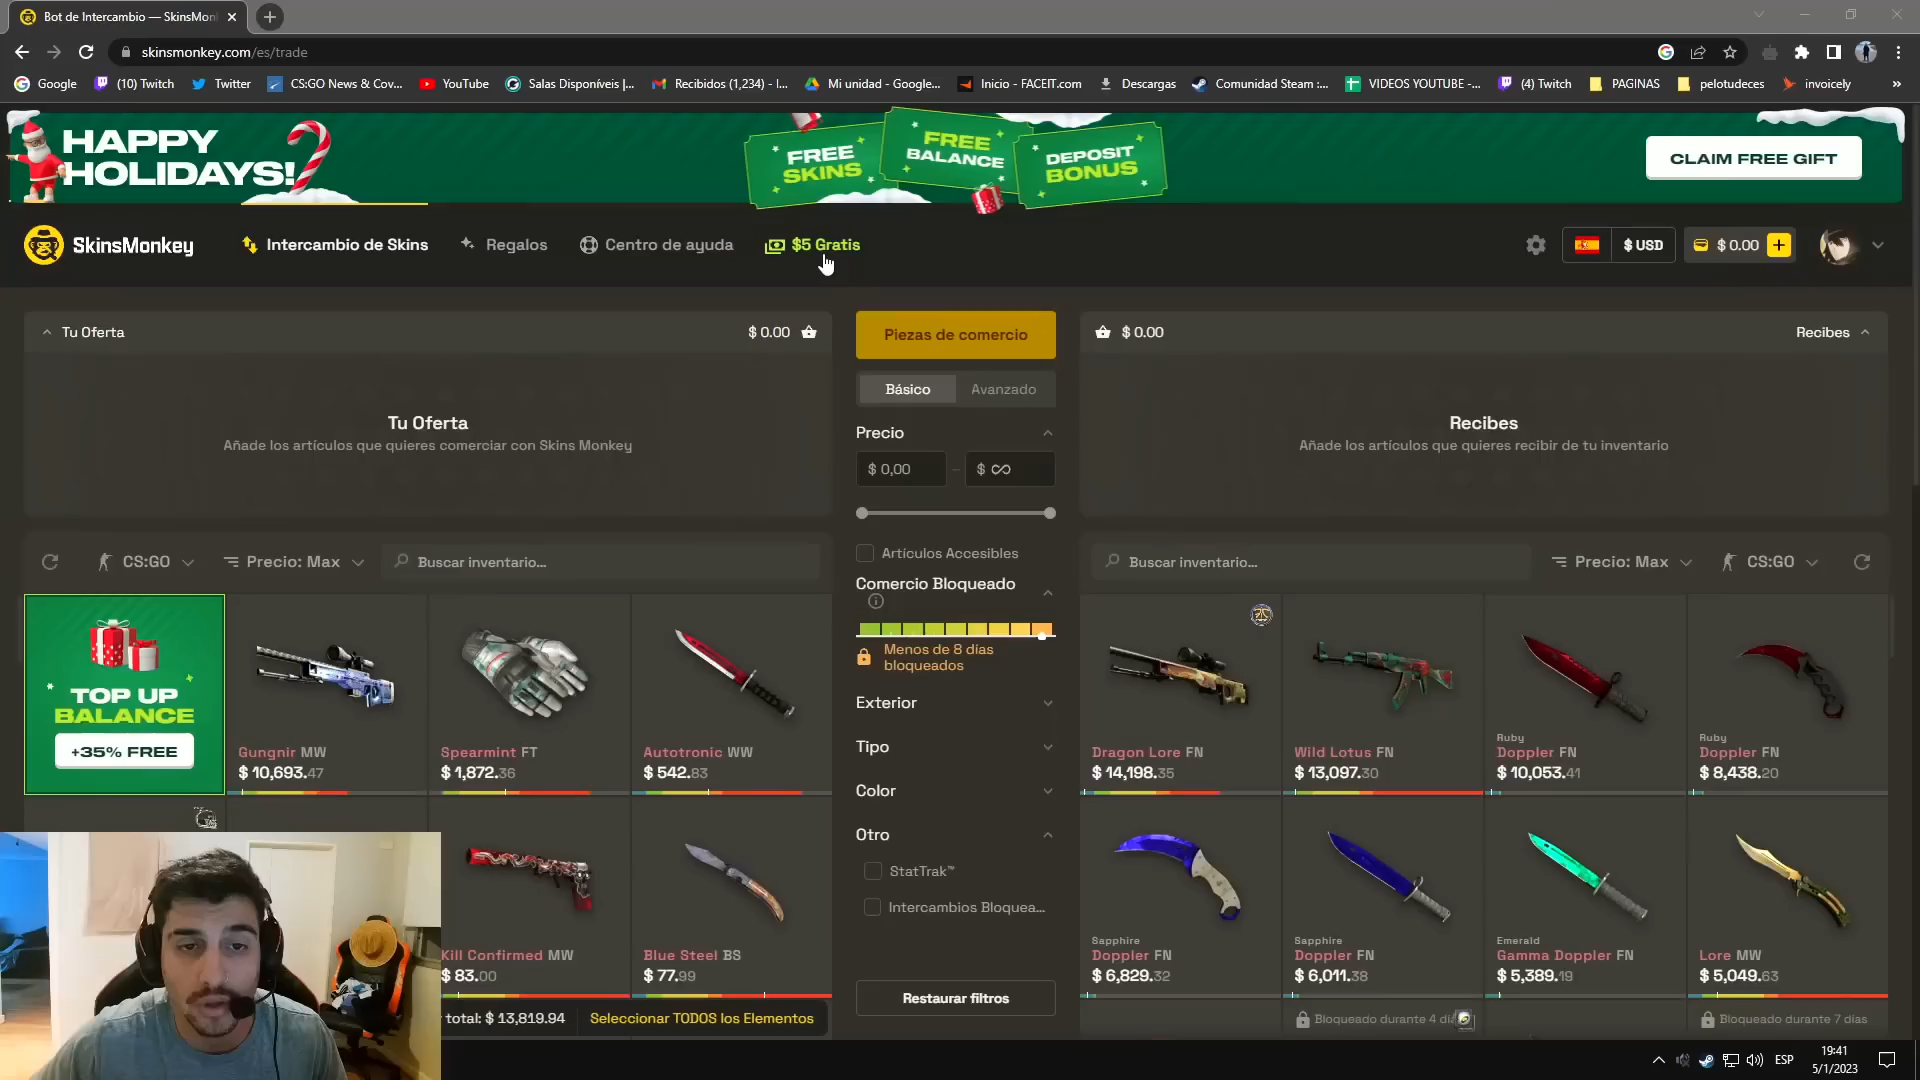 Bot de Intercambio — SkinsMon
skinsmonkey.com/es/trade
Google
(10) Twitch
Twitter
CS:GO News & Cov...
YouTube
Salas Disponíveis |...
Recibidos (1,234) - l...
Mi unidad - Google...
Inicio - FACEIT.com
Descargas
Comunidad Steam :...
VIDEOS YOUTUBE -...
(4) Twitch
PAGINAS
pelotudeces
invoicely
»
HAPPY
HOLIDAYS!
FREE
SKINS
FREE
BALANCE
DEPOSIT
BONUS
CLAIM FREE GIFT
SkinsMonkey
Intercambio de Skins
Regalos
Centro de ayuda
$5 Gratis
$ USD
$ 0.00
Tu Oferta
$ 0.00
Piezas de comercio
$ 0.00
Recibes
Tu Oferta
Añade los artículos que quieres comerciar con Skins Monkey
Básico
Avanzado
Recibes
Añade los artículos que quieres recibir de tu inventario
Precio
$ 0,00
–
$ ∞
CS:GO
Precio: Max
Buscar inventario...
Artículos Accesibles
Comercio Bloqueado
Menos de 8 días
bloqueados
Exterior
Tipo
Color
Otro
StatTrak™
Intercambios Bloquea...
Restaurar filtros
Buscar inventario...
Precio: Max
CS:GO
TOP UP
BALANCE
+35% FREE
Gungnir MW
$ 10,693.47
Spearmint FT
$ 1,872.36
Autotronic WW
$ 542.83
Dragon Lore FN
$ 14,198.35
Wild Lotus FN
$ 13,097.30
Ruby
Doppler FN
$ 10,053.41
Ruby
Doppler FN
$ 8,438.20
Kill Confirmed MW
$ 83.00
Blue Steel BS
$ 77.99
Sapphire
Doppler FN
$ 6,829.32
Sapphire
Doppler FN
$ 6,011.38
Emerald
Gamma Doppler FN
$ 5,389.19
Lore MW
$ 5,049.63
total: $ 13,819.94
Seleccionar TODOS los Elementos
Bloqueado durante 4 dí
Bloqueado durante 7 días
ESP
19:41
5/1/2023